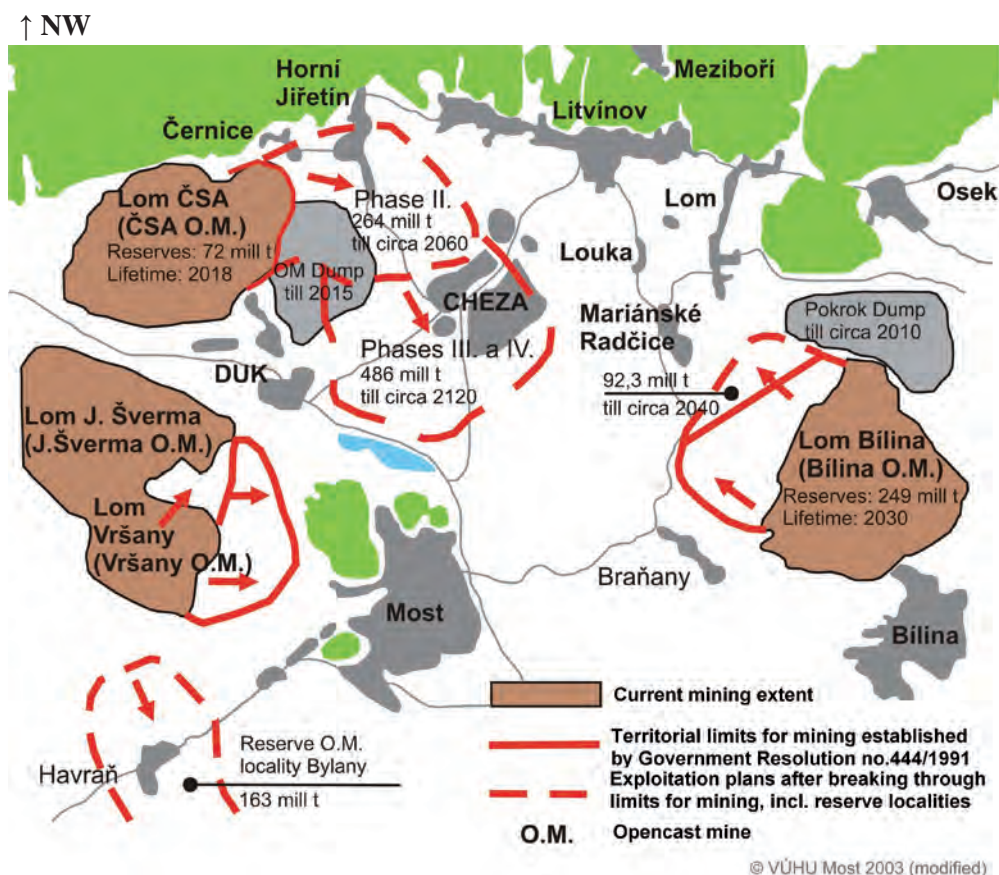 ↑ NW
Horní
Jiřetín
Meziboří
Litvínov
Černice
Lom ČSA
(ČSA O.M.)
Reserves: 72 mill t
Lifetime: 2018
Phase II.
264 mill t
till circa 2060
OM Dump
till 2015
Lom
Osek
Louka
CHEZA
Mariánské
Radčice
Pokrok Dump
till circa 2010
DUK
Phases III. a IV.
486 mill t
till circa 2120
92,3 mill t
till circa 2040
Lom J. Šverma
(J.Šverma O.M.)
Lom Bílina
(Bílina O.M.)
Reserves: 249 mill t
Lifetime: 2030
Lom
Vršany
(Vršany O.M.)
Braňany
Most
Bílina
Havráň
Reserve O.M.
locality Bylany
163 mill t
Current mining extent
Territorial limits for mining established
by Government Resolution no.444/1991
Exploitation plans after breaking through
limits for mining, incl. reserve localities
O.M. Opencast mine
© VÚHU Most 2003 (modified)